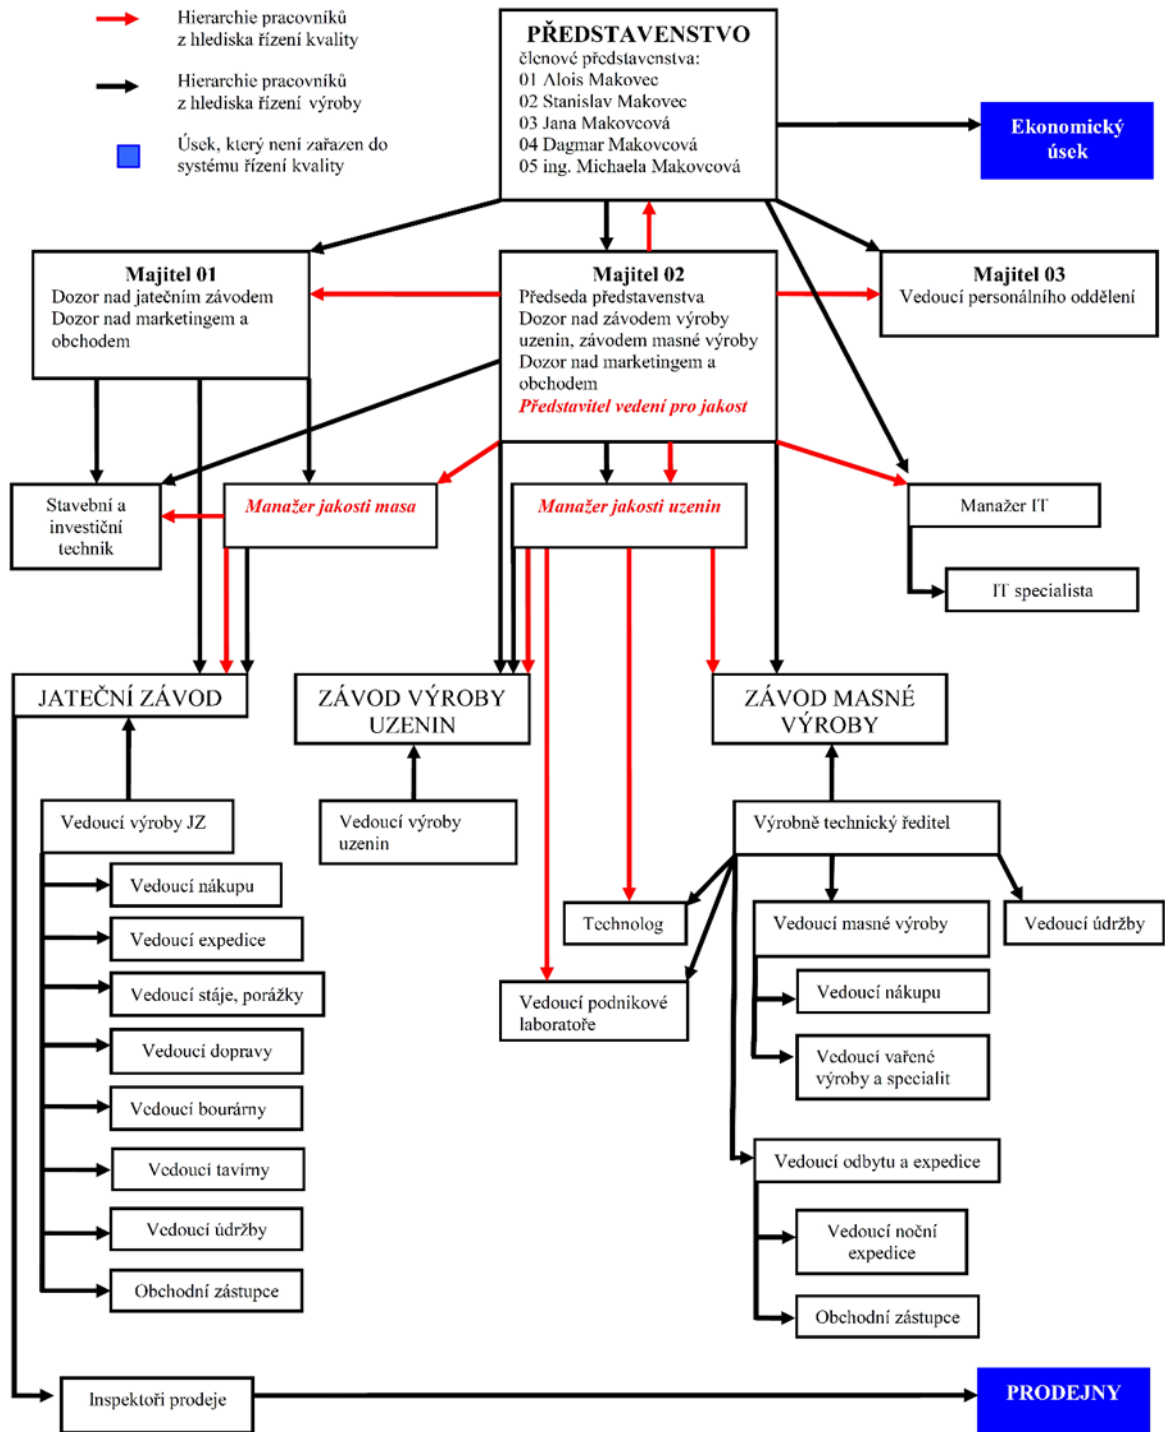 Hierarchie pracovníků
z hlediska řízení kvality
Hierarchie pracovníků
z hlediska řízení výroby
Úsek, který není zařazen do
systému řízení kvality
PŘEDSTAVENSTVO
členové představenstva:
01 Alois Makovec
02 Stanislav Makovec
03 Jana Makovcová
04 Dagmar Makovcová
05 ing. Michaela Makovcová
Ekonomický
úsek
Majitel 01
Dozor nad jatečním závodem
Dozor nad marketingem a
obchodem
Majitel 02
Předseda představenstva
Dozor nad závodem výroby
uzenin, závodem masné výroby
Dozor nad marketingem a
obchodem
Představitel vedení pro jakost
Majitel 03
Vedoucí personálního oddělení
Stavební a
investiční
technik
Manažer jakosti masa
Manažer jakosti uzenin
Manažer IT
IT specialista
JATEČNÍ ZÁVOD
ZÁVOD VÝROBY
UZENIN
ZÁVOD MASNÉ
VÝROBY
Vedoucí výroby JZ
Vedoucí výroby
uzenin
Výrobně technický ředitel
Vedoucí nákupu
Vedoucí expedice
Vedoucí stáje, porážky
Vedoucí dopravy
Vedoucí bourárny
Vedoucí tavírny
Vedoucí údržby
Obchodní zástupce
Technolog
Vedoucí podnikové
laboratoře
Vedoucí masné výroby
Vedoucí údržby
Vedoucí nákupu
Vedoucí vařené
výroby a specialit
Vedoucí odbytu a expedice
Vedoucí noční
expedice
Obchodní zástupce
Inspektoři prodeje
PRODEJNY